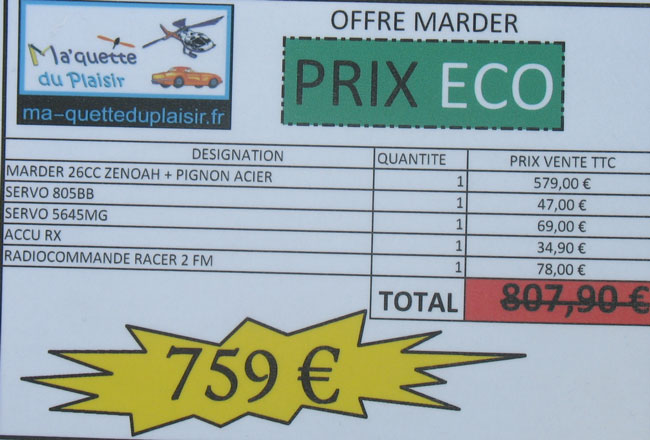 OFFRE MARDER
Ma'quette
du Plaisir
ma-quetteduplaisir.fr
PRIX ECO
DESIGNATION QUANTITE PRIX VENTE TTC
MARDER 26CC ZENOAH + PIGNON ACIER 1 579,00 €
SERVO 805BB 1 47,00 €
SERVO 5645MG 1 69,00 €
ACCU RX 1 34,90 €
RADIOCOMMANDE RACER 2 FM 1 78,00 €
TOTAL 807,90 €
759 €